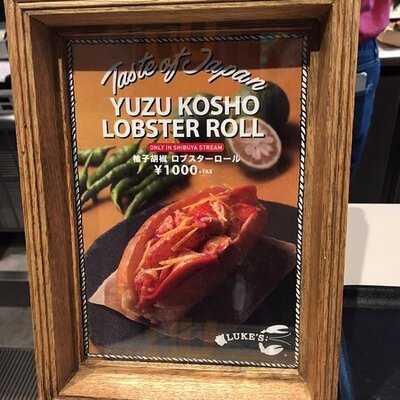 Taste of Japan
YUZU KOSHO
LOBSTER ROLL
ONLY IN SHIBUYA STREAM
柚子胡椒 ロブスターロール
¥1000+TAX
LUKE'S